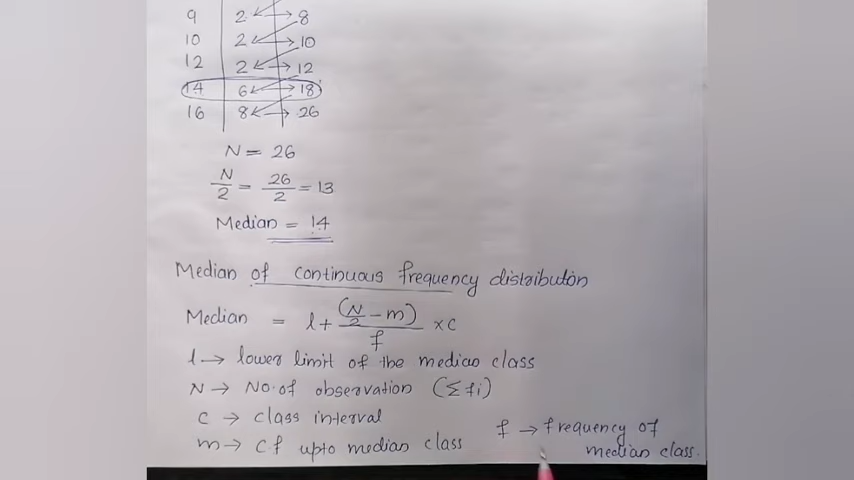 9 2 8
10 2 10
12 2 12
14 6 18
16 8 26
N = 26
N/2 = 26/2 = 13
Median = 14
Median of continuous frequency distribution
Median = l + (N/2 - m)/f × c
l → lower limit of the median class
N → No. of observation (Σfi)
c → class interval
m → c.f upto median class
f → frequency of
median class.